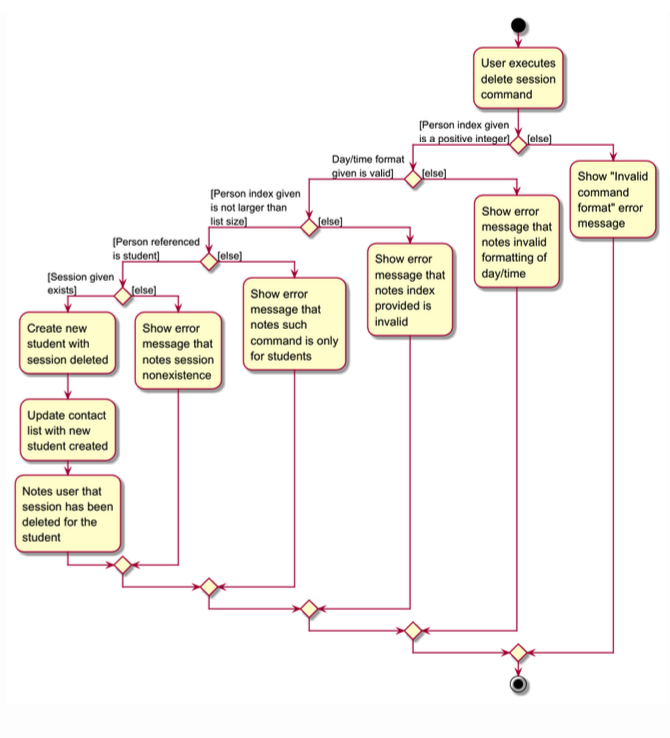 User executes
delete session
command
[Person index given
is a positive integer]
[else]
Day/time format
given is valid]
[else]
Show "Invalid
command
format" error
message
[Person index given
is not larger than
list size]
[else]
Show error
message that
notes invalid
formatting of
day/time
[Person referenced
is student]
[else]
Show error
message that
notes index
provided is
invalid
[Session given
exists]
[else]
Show error
message that
notes such
command is only
for students
Create new
student with
session deleted
Show error
message that
notes session
nonexistence
Update contact
list with new
student created
Notes user that
session has been
deleted for the
student